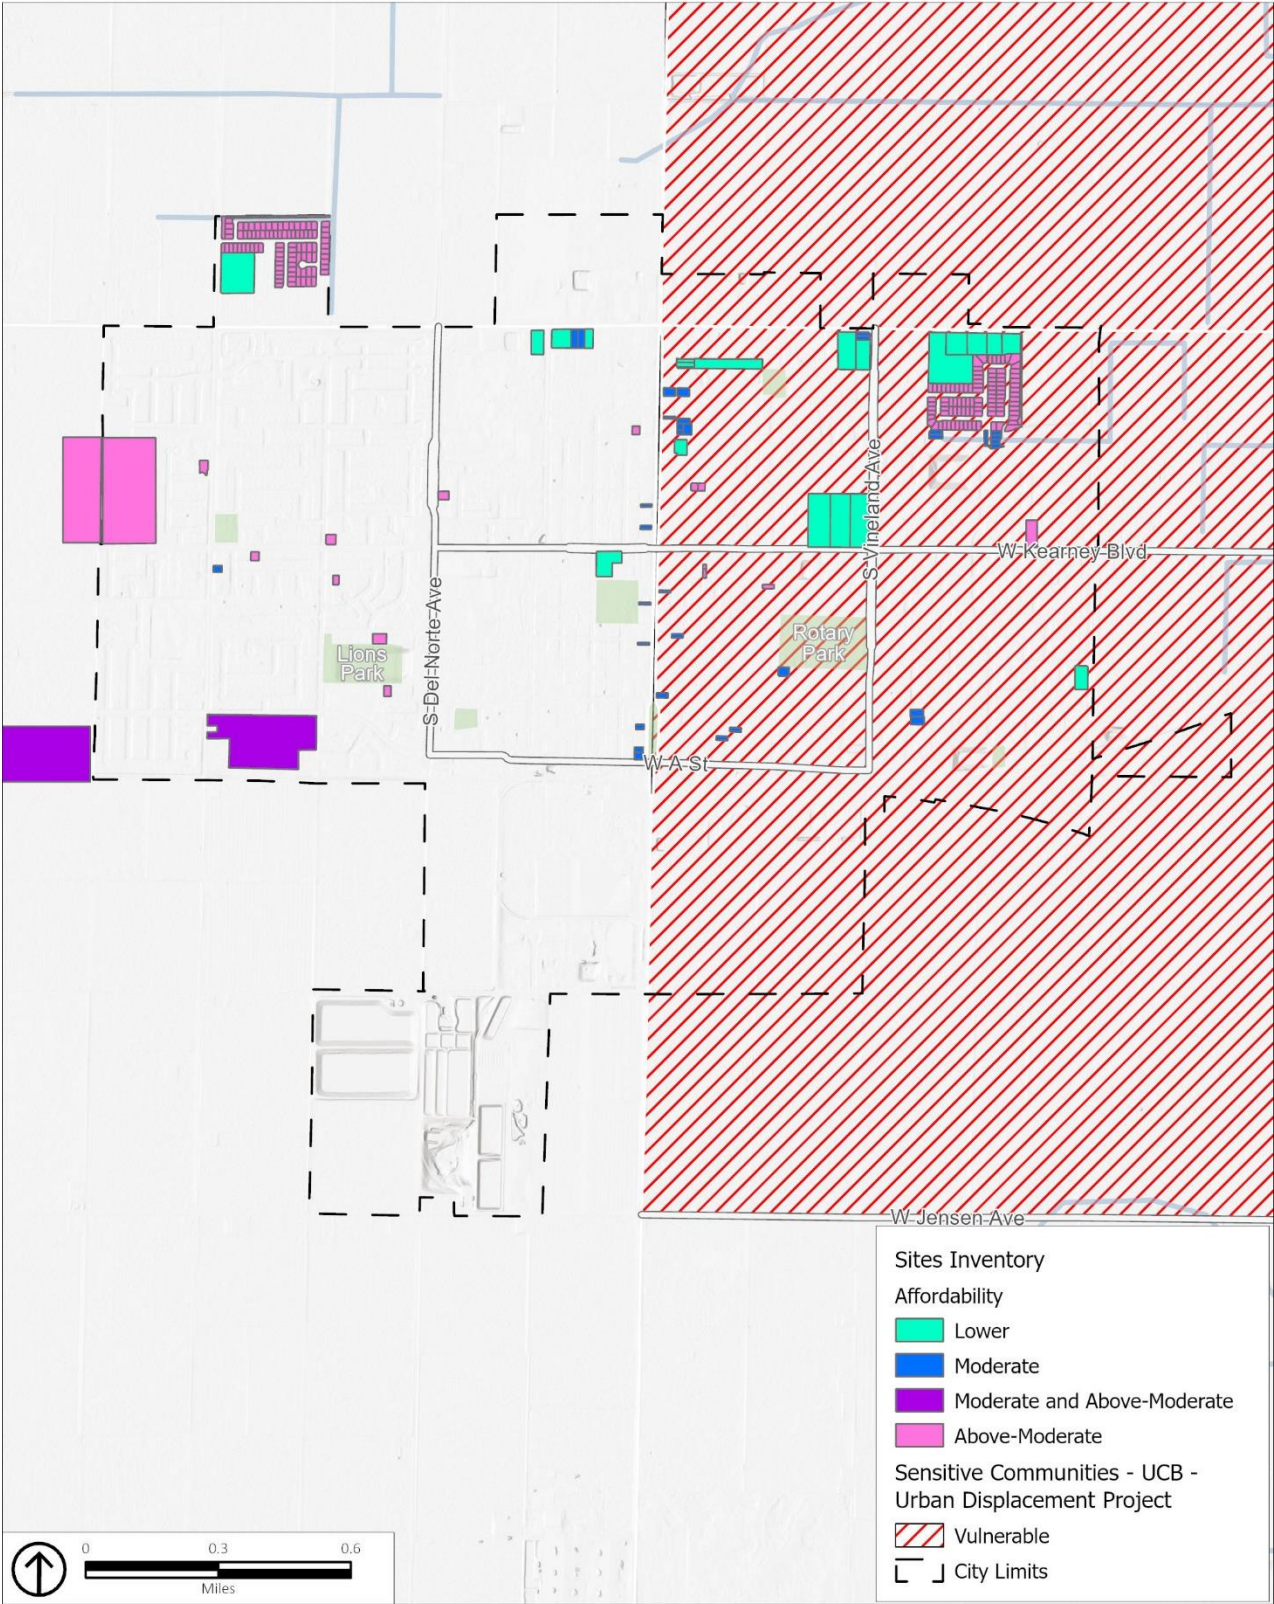 S Vineland Ave
W Kearney Blvd
S Del Norte Ave
Rotary
Park
Lions
Park
W A St
W Jensen Ave
Sites Inventory
Affordability
Lower
Moderate
Moderate and Above-Moderate
Above-Moderate
Sensitive Communities - UCB -
Urban Displacement Project
Vulnerable
City Limits
0 0.3 0.6
Miles